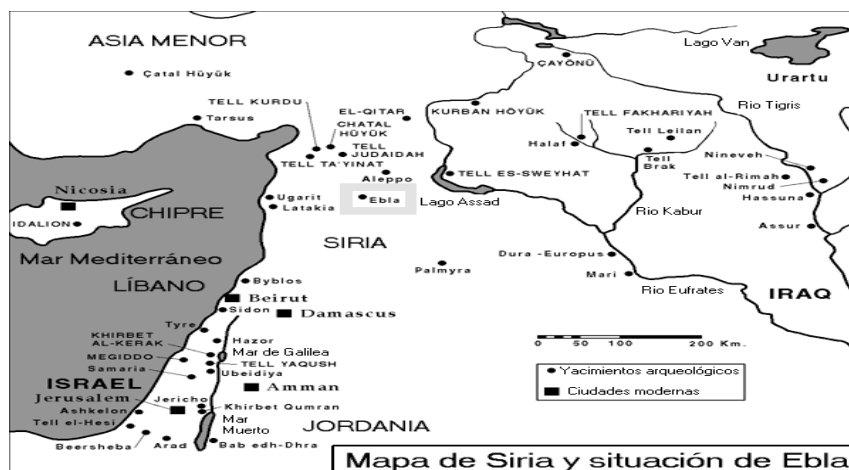 ASIA MENOR
Çatal Hüyük
TELL KURDU
Tarsus
EL-QITAR
CHATAL
HÜYÜK
TELL
JUDAIDAH
TELL TA'YINAT
Aleppo
Ebla
Ugarit
Latakia
ÇAYÖNÜ
KURBAN HÖYÜK
Lago Van
Urartu
Rio Tigris
TELL FAKHARIYAH
Tell Leilan
Halaf
Tell
Brak
TELL ES-SWEYHAT
Lago Assad
Nineveh
Tell al-Rimah
Nimrud
Hassuna
Assur
Rio Kabur
Nicosia
CHIPRE
IDALION
Mar Mediterráneo
SIRIA
Dura -Europus
Palmyra
Mari
Rio Eufrates
IRAQ
LÍBANO
Byblos
Beirut
Sidon
Damascus
Tyre
KHIRBET
AL-KERAK
Hazor
Mar de Galilea
MEGIDDO
TELL YAQUSH
Samaria
Ubeidiya
ISRAEL
Amman
Jerusalem
Jericho
Ashkelon
Khirbet Qumran
Tell el-Hesi
Mar
Muerto
JORDANIA
Beersheba
Arad
Bab edh-Dhra
0 100 200 Km.
Yacimientos arqueológicos
Ciudades modernas
Mapa de Siria y situación de Ebla